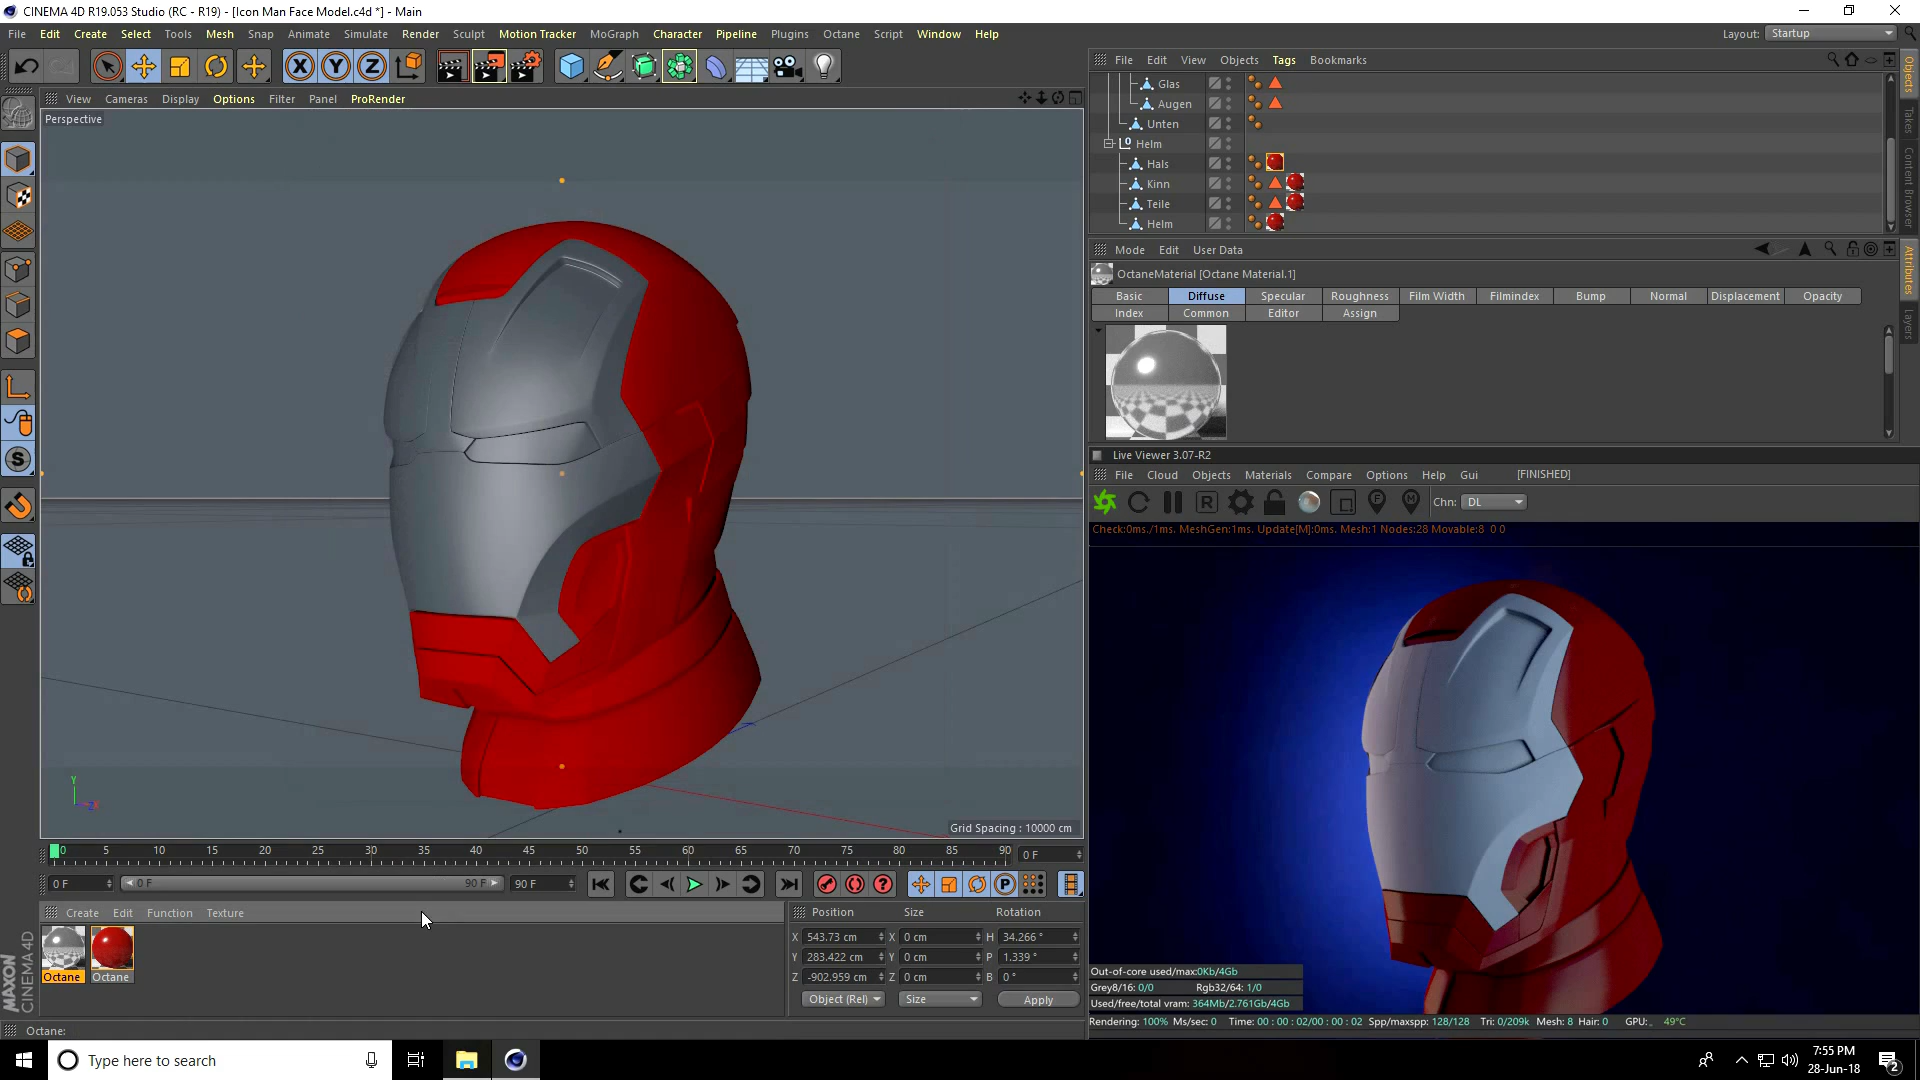 CINEMA 4D R19.053 Studio (RC - R19) - [Icon Man Face Model.c4d *] - Main
File Edit Create Select Tools Mesh Snap Animate Simulate Render Sculpt Motion Tracker MoGraph Character Pipeline Plugins Octane Script Window Help
Layout: Startup
View Cameras Display Options Filter Panel ProRender
Perspective
Grid Spacing : 10000 cm
File Edit View Objects Tags Bookmarks
Glas
Augen
Unten
Helm
Hals
Kinn
Teile
Helm
Objects
Takes
Content Browser
Attributes
Layers
Mode Edit User Data
OctaneMaterial [Octane Material.1]
Basic Diffuse Specular Roughness Film Width Filmindex Bump Normal Displacement Opacity
Index Common Editor Assign
Live Viewer 3.07-R2
File Cloud Objects Materials Compare Options Help Gui [FINISHED]
Chn: DL
Check:0ms./1ms. MeshGen:1ms. Update[M]:0ms. Mesh:1 Nodes:28 Movable:8 0 0
Out-of-core used/max:0Kb/4Gb
Grey8/16: 0/0 Rgb32/64: 1/0
Used/free/total vram: 364Mb/2.761Gb/4Gb
Rendering: 100% Ms/sec: 0 Time: 00 : 00 : 02/00 : 00 : 02 Spp/maxspp: 128/128 Tri: 0/209k Mesh: 8 Hair: 0 GPU: 49°C
0 5 10 15 20 25 30 35 40 45 50 55 60 65 70 75 80 85 90 0 F
0 F 0 F 90 F 90 F
Create Edit Function Texture
Octane Octane
Position Size Rotation
X 543.73 cm X 0 cm H 34.266 °
Y 283.422 cm Y 0 cm P 1.339 °
Z -902.959 cm Z 0 cm B 0 °
Object (Rel) Size Apply
MAXON CINEMA 4D
Octane:
Type here to search
7:55 PM
28-Jun-18
2